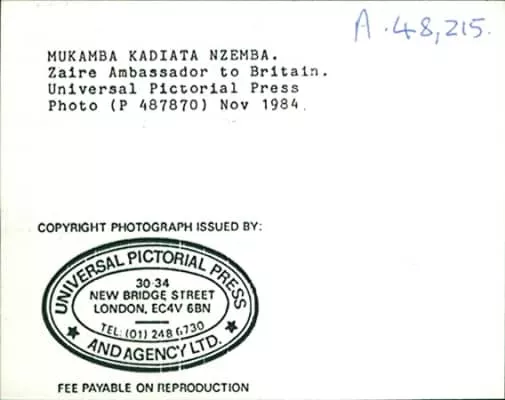 A.48,215.
MUKAMBA KADIATA NZEMBA.
Zaire Ambassador to Britain.
Universal Pictorial Press
Photo (P 487870) Nov 1984.
COPYRIGHT PHOTOGRAPH ISSUED BY:
UNIVERSAL PICTORIAL PRESS
30-34
NEW BRIDGE STREET
LONDON, EC4V 6BN
TEL: (01) 248 6730
★ AND AGENCY LTD. ★
FEE PAYABLE ON REPRODUCTION